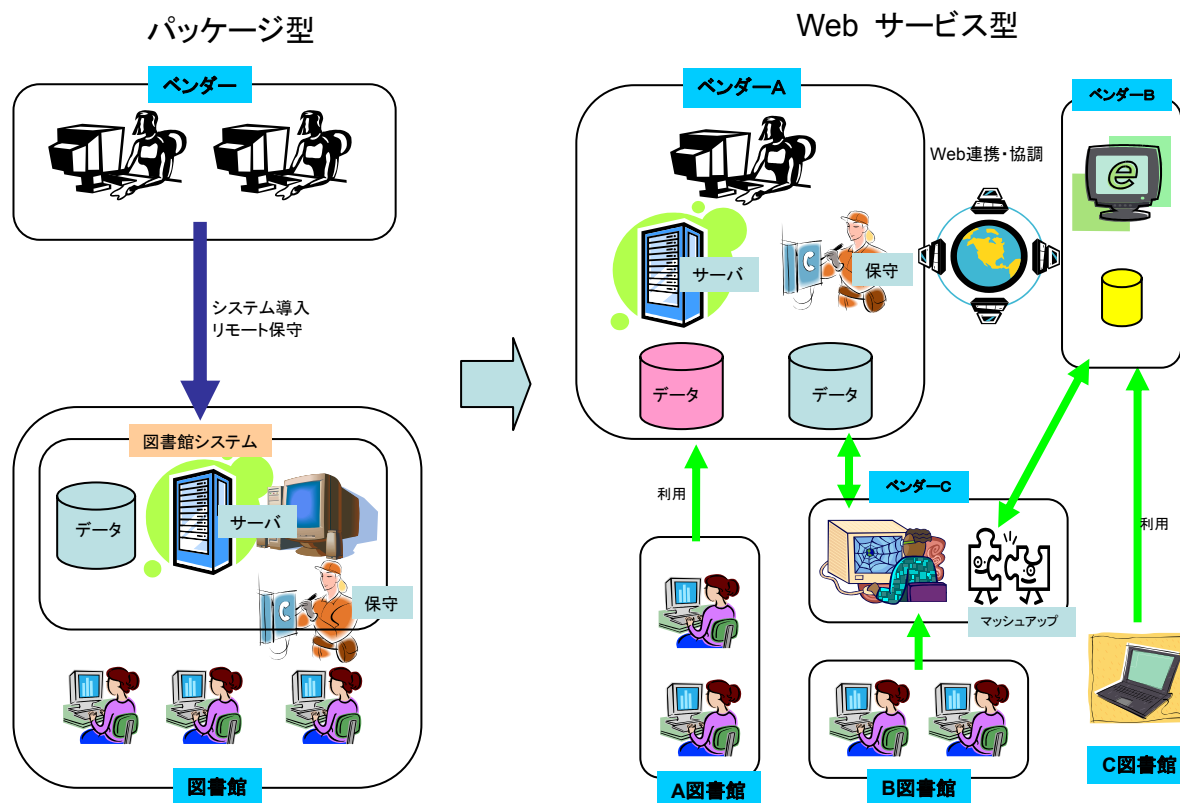 パッケージ型
ベンダー
システム導入
リモート保守
図書館システム
データ
サーバ
保守
図書館
Web サービス型
ベンダーA
サーバ
保守
データ
データ
Web連携・協調
ベンダーB
e
利用
ベンダーC
マッシュアップ
利用
A図書館
B図書館
C図書館